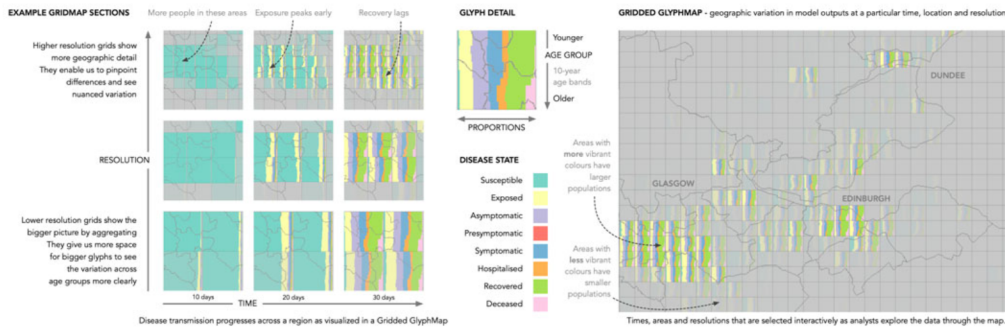 EXAMPLE GRIDMAP SECTIONS
More people in these areas
Exposure peaks early
Recovery lags
Higher resolution grids show
more geographic detail
They enable us to pinpoint
differences and see
nuanced variation
RESOLUTION
Lower resolution grids show the
bigger picture by aggregating
They give us more space
for bigger glyphs to see
the variation across
age groups more clearly
10 days
20 days
30 days
TIME
Disease transmission progresses across a region as visualized in a Gridded GlyphMap
GLYPH DETAIL
Younger
AGE GROUP
10-year
age bands
Older
PROPORTIONS
DISEASE STATE
Susceptible
Exposed
Asymptomatic
Presymptomatic
Symptomatic
Hospitalised
Recovered
Deceased
Areas with
more vibrant
colours have
larger
populations
Areas with
less vibrant
colours have
smaller
populations
GRIDDED GLYPHMAP - geographic variation in model outputs at a particular time, location and resolution
DUNDEE
GLASGOW
EDINBURGH
Times, areas and resolutions that are selected interactively as analysts explore the data through the map